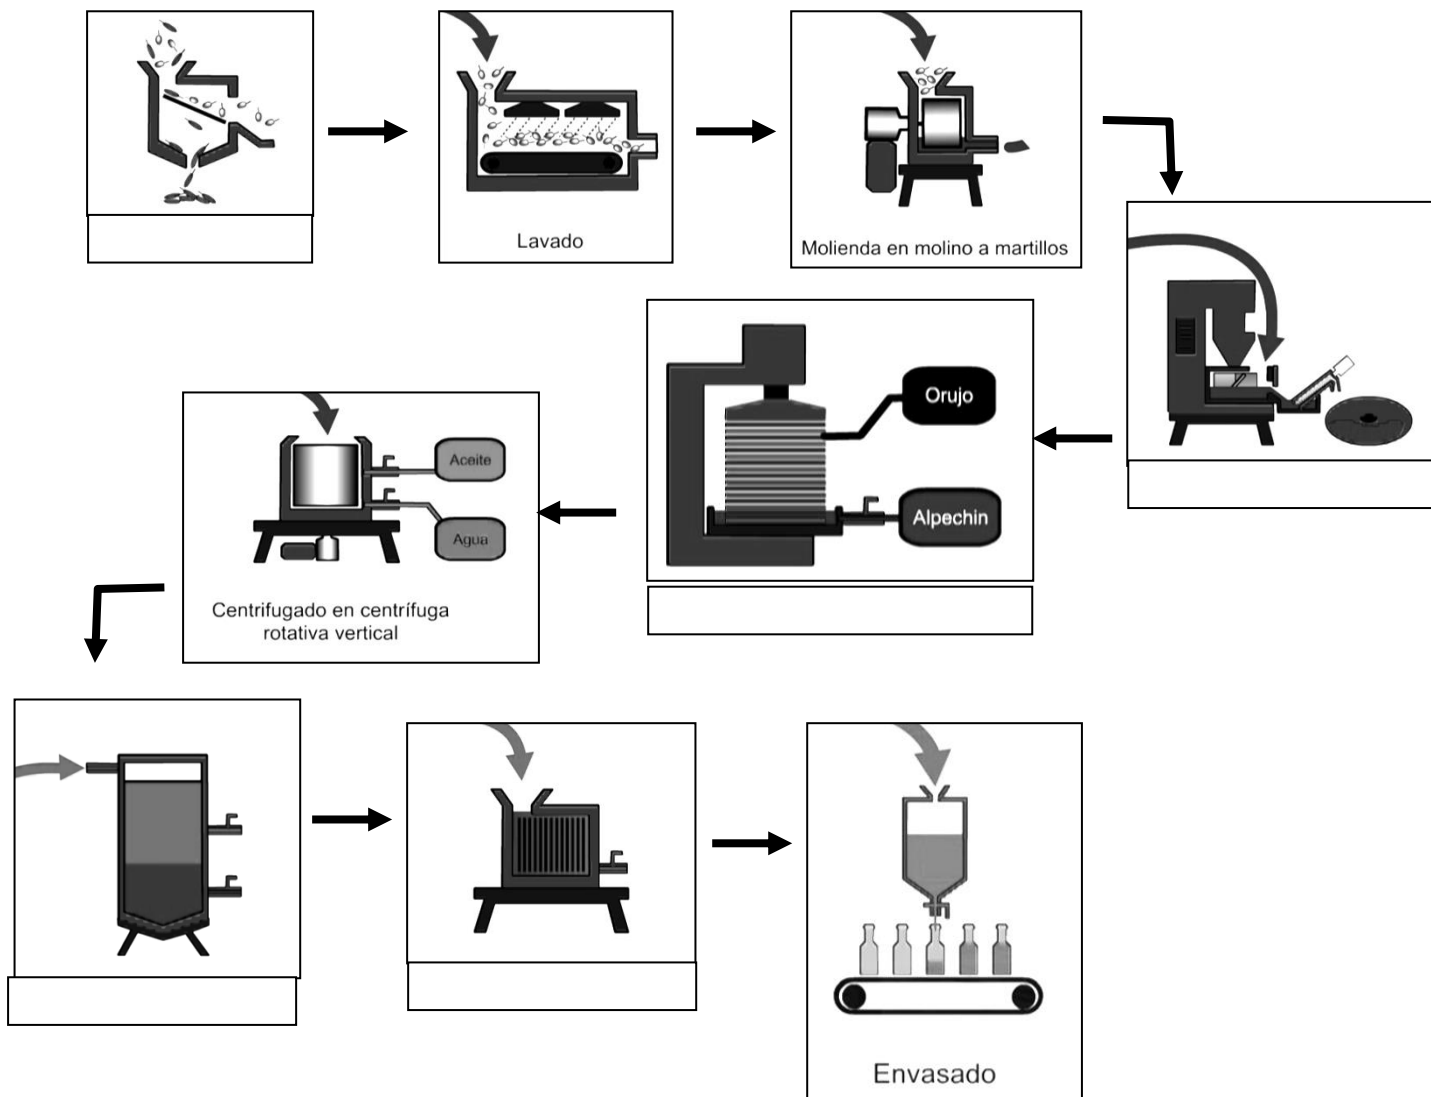 Lavado
Molienda en molino a martillos
Orujo
Alpechin
Aceite
Agua
Centrifugado en centrífuga
rotativa vertical
Envasado